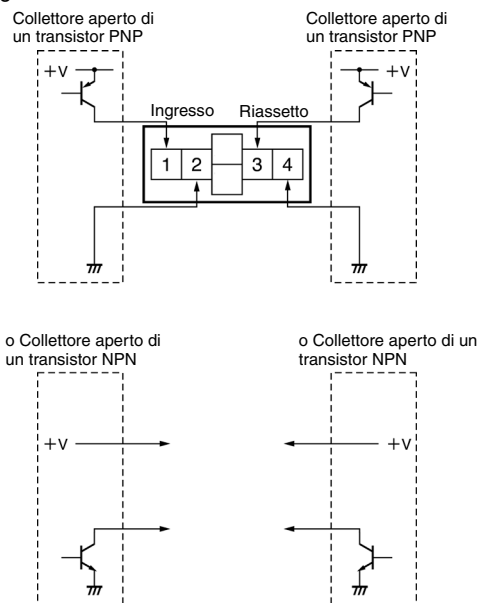 Collettore aperto di
un transistor PNP
Collettore aperto di
un transistor PNP
+V
+V
Ingresso
Riassetto
1 2 3 4
o Collettore aperto di
un transistor NPN
o Collettore aperto di un
transistor NPN
+V
+V